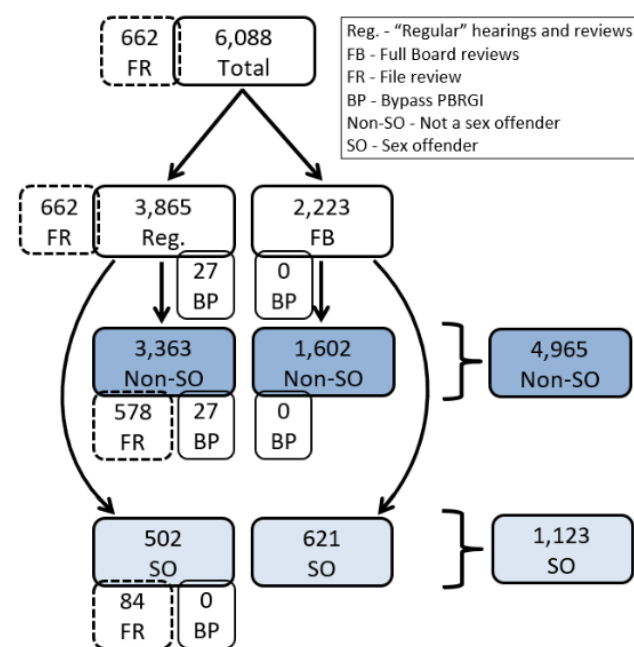 662
FR
6,088
Total
Reg. - “Regular” hearings and reviews
FB - Full Board reviews
FR - File review
BP - Bypass PBRGI
Non-SO - Not a sex offender
SO - Sex offender
662
FR
3,865
Reg.
2,223
FB
27
BP
0
BP
3,363
Non-SO
1,602
Non-SO
4,965
Non-SO
578
FR
27
BP
0
BP
502
SO
621
SO
1,123
SO
84
FR
0
BP